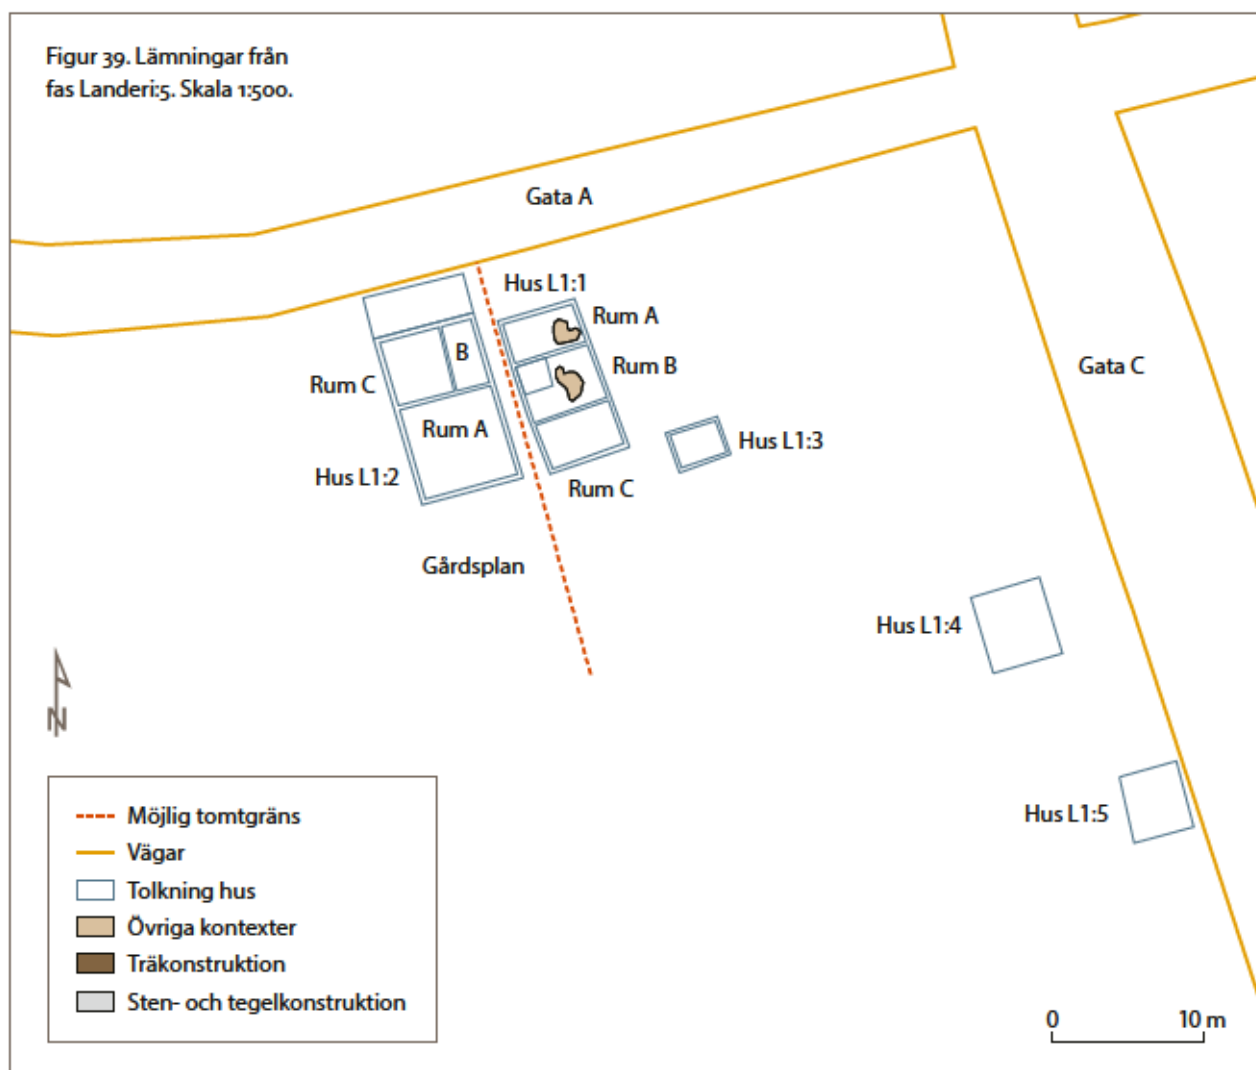 Figur 39. Lämningar från
fas Landeri:5. Skala 1:500.
Gata A
Hus L1:1
Rum A
B
Rum B
Gata C
Rum C
Rum A
Hus L1:3
Hus L1:2
Rum C
Gårdsplan
Hus L1:4
N
Hus L1:5
Möjlig tomtgräns
Vägar
Tolkning hus
Övriga kontexter
Träkonstruktion
Sten- och tegelkonstruktion
0 10 m